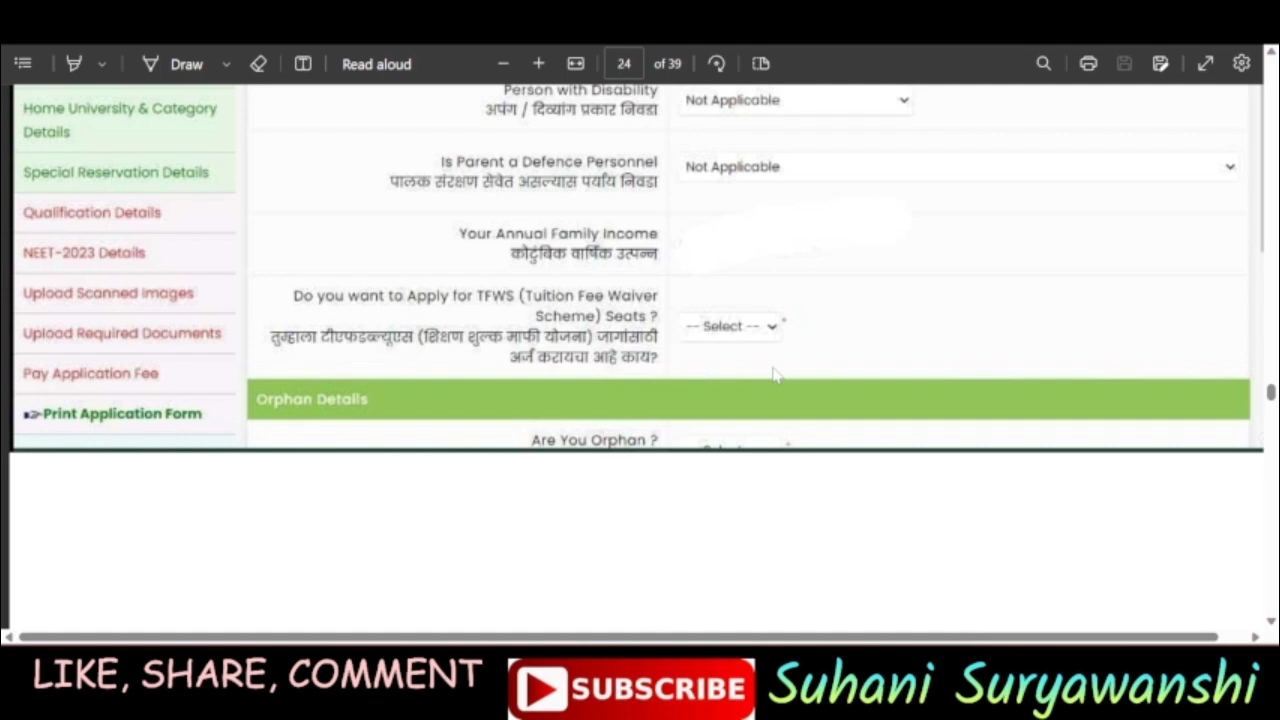 Draw
Read aloud
24 of 39
Home University & Category
Details
Special Reservation Details
Qualification Details
NEET-2023 Details
Upload Scanned Images
Upload Required Documents
Pay Application Fee
Print Application Form
Person with Disability
अपंग / दिव्यांग प्रकार निवडा
Not Applicable
Is Parent a Defence Personnel
पालक संरक्षण सेवेत असल्यास पर्याय निवडा
Not Applicable
Your Annual Family Income
कौटुंबिक वार्षिक उत्पन्न
Do you want to Apply for TFWS (Tuition Fee Waiver
Scheme) Seats ?
तुम्हाला टीएफडब्ल्यूएस (शिक्षण शुल्क माफी योजना) जागांसाठी
अर्ज करायचा आहे काय?
-- Select -- *
Orphan Details
Are You Orphan ?
LIKE, SHARE, COMMENT
SUBSCRIBE
Suhani Suryawanshi